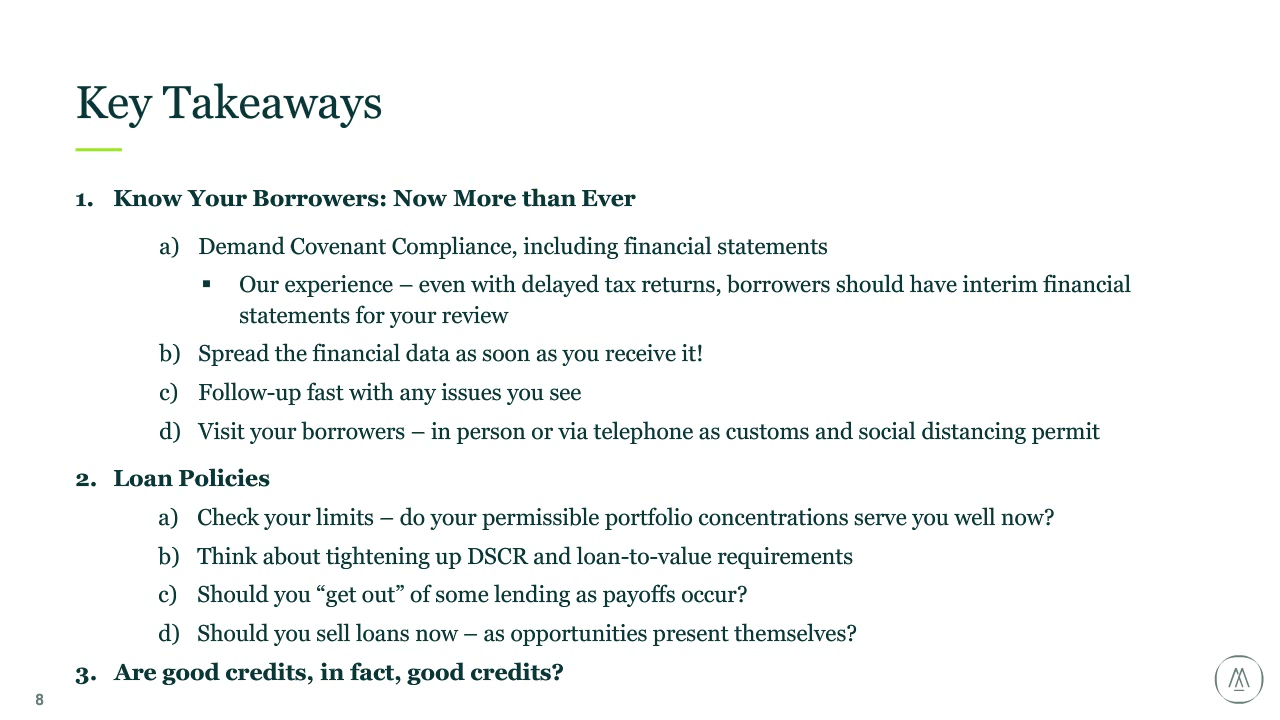 Key Takeaways
1. Know Your Borrowers: Now More than Ever
a) Demand Covenant Compliance, including financial statements
▪ Our experience – even with delayed tax returns, borrowers should have interim financial
statements for your review
b) Spread the financial data as soon as you receive it!
c) Follow-up fast with any issues you see
d) Visit your borrowers – in person or via telephone as customs and social distancing permit
2. Loan Policies
a) Check your limits – do your permissible portfolio concentrations serve you well now?
b) Think about tightening up DSCR and loan-to-value requirements
c) Should you “get out” of some lending as payoffs occur?
d) Should you sell loans now – as opportunities present themselves?
3. Are good credits, in fact, good credits?
8